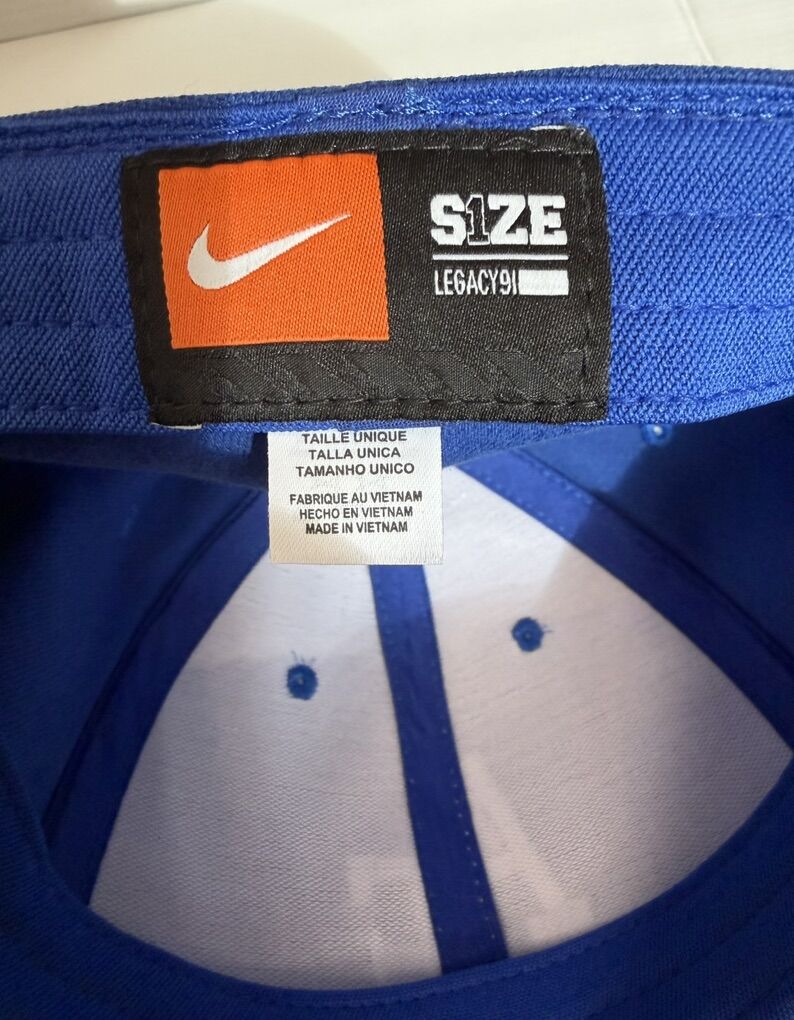 S1ZE
LEGACY91
TAILLE UNIQUE
TALLA UNICA
TAMANHO UNICO
FABRIQUE AU VIETNAM
HECHO EN VIETNAM
MADE IN VIETNAM